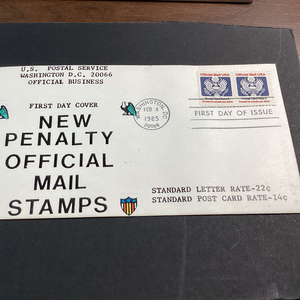 U.S. POSTAL SERVICE
WASHINGTON D.C. 20066
OFFICIAL BUSINESS
FIRST DAY COVER
NEW
PENALTY
OFFICIAL
MAIL
STAMPS
WASHINGTON, DC
FEB 4
1985
20066
Official Mail USA
Official Mail USA
FIRST DAY OF ISSUE
STANDARD LETTER RATE-22¢
STANDARD POST CARD RATE-14¢